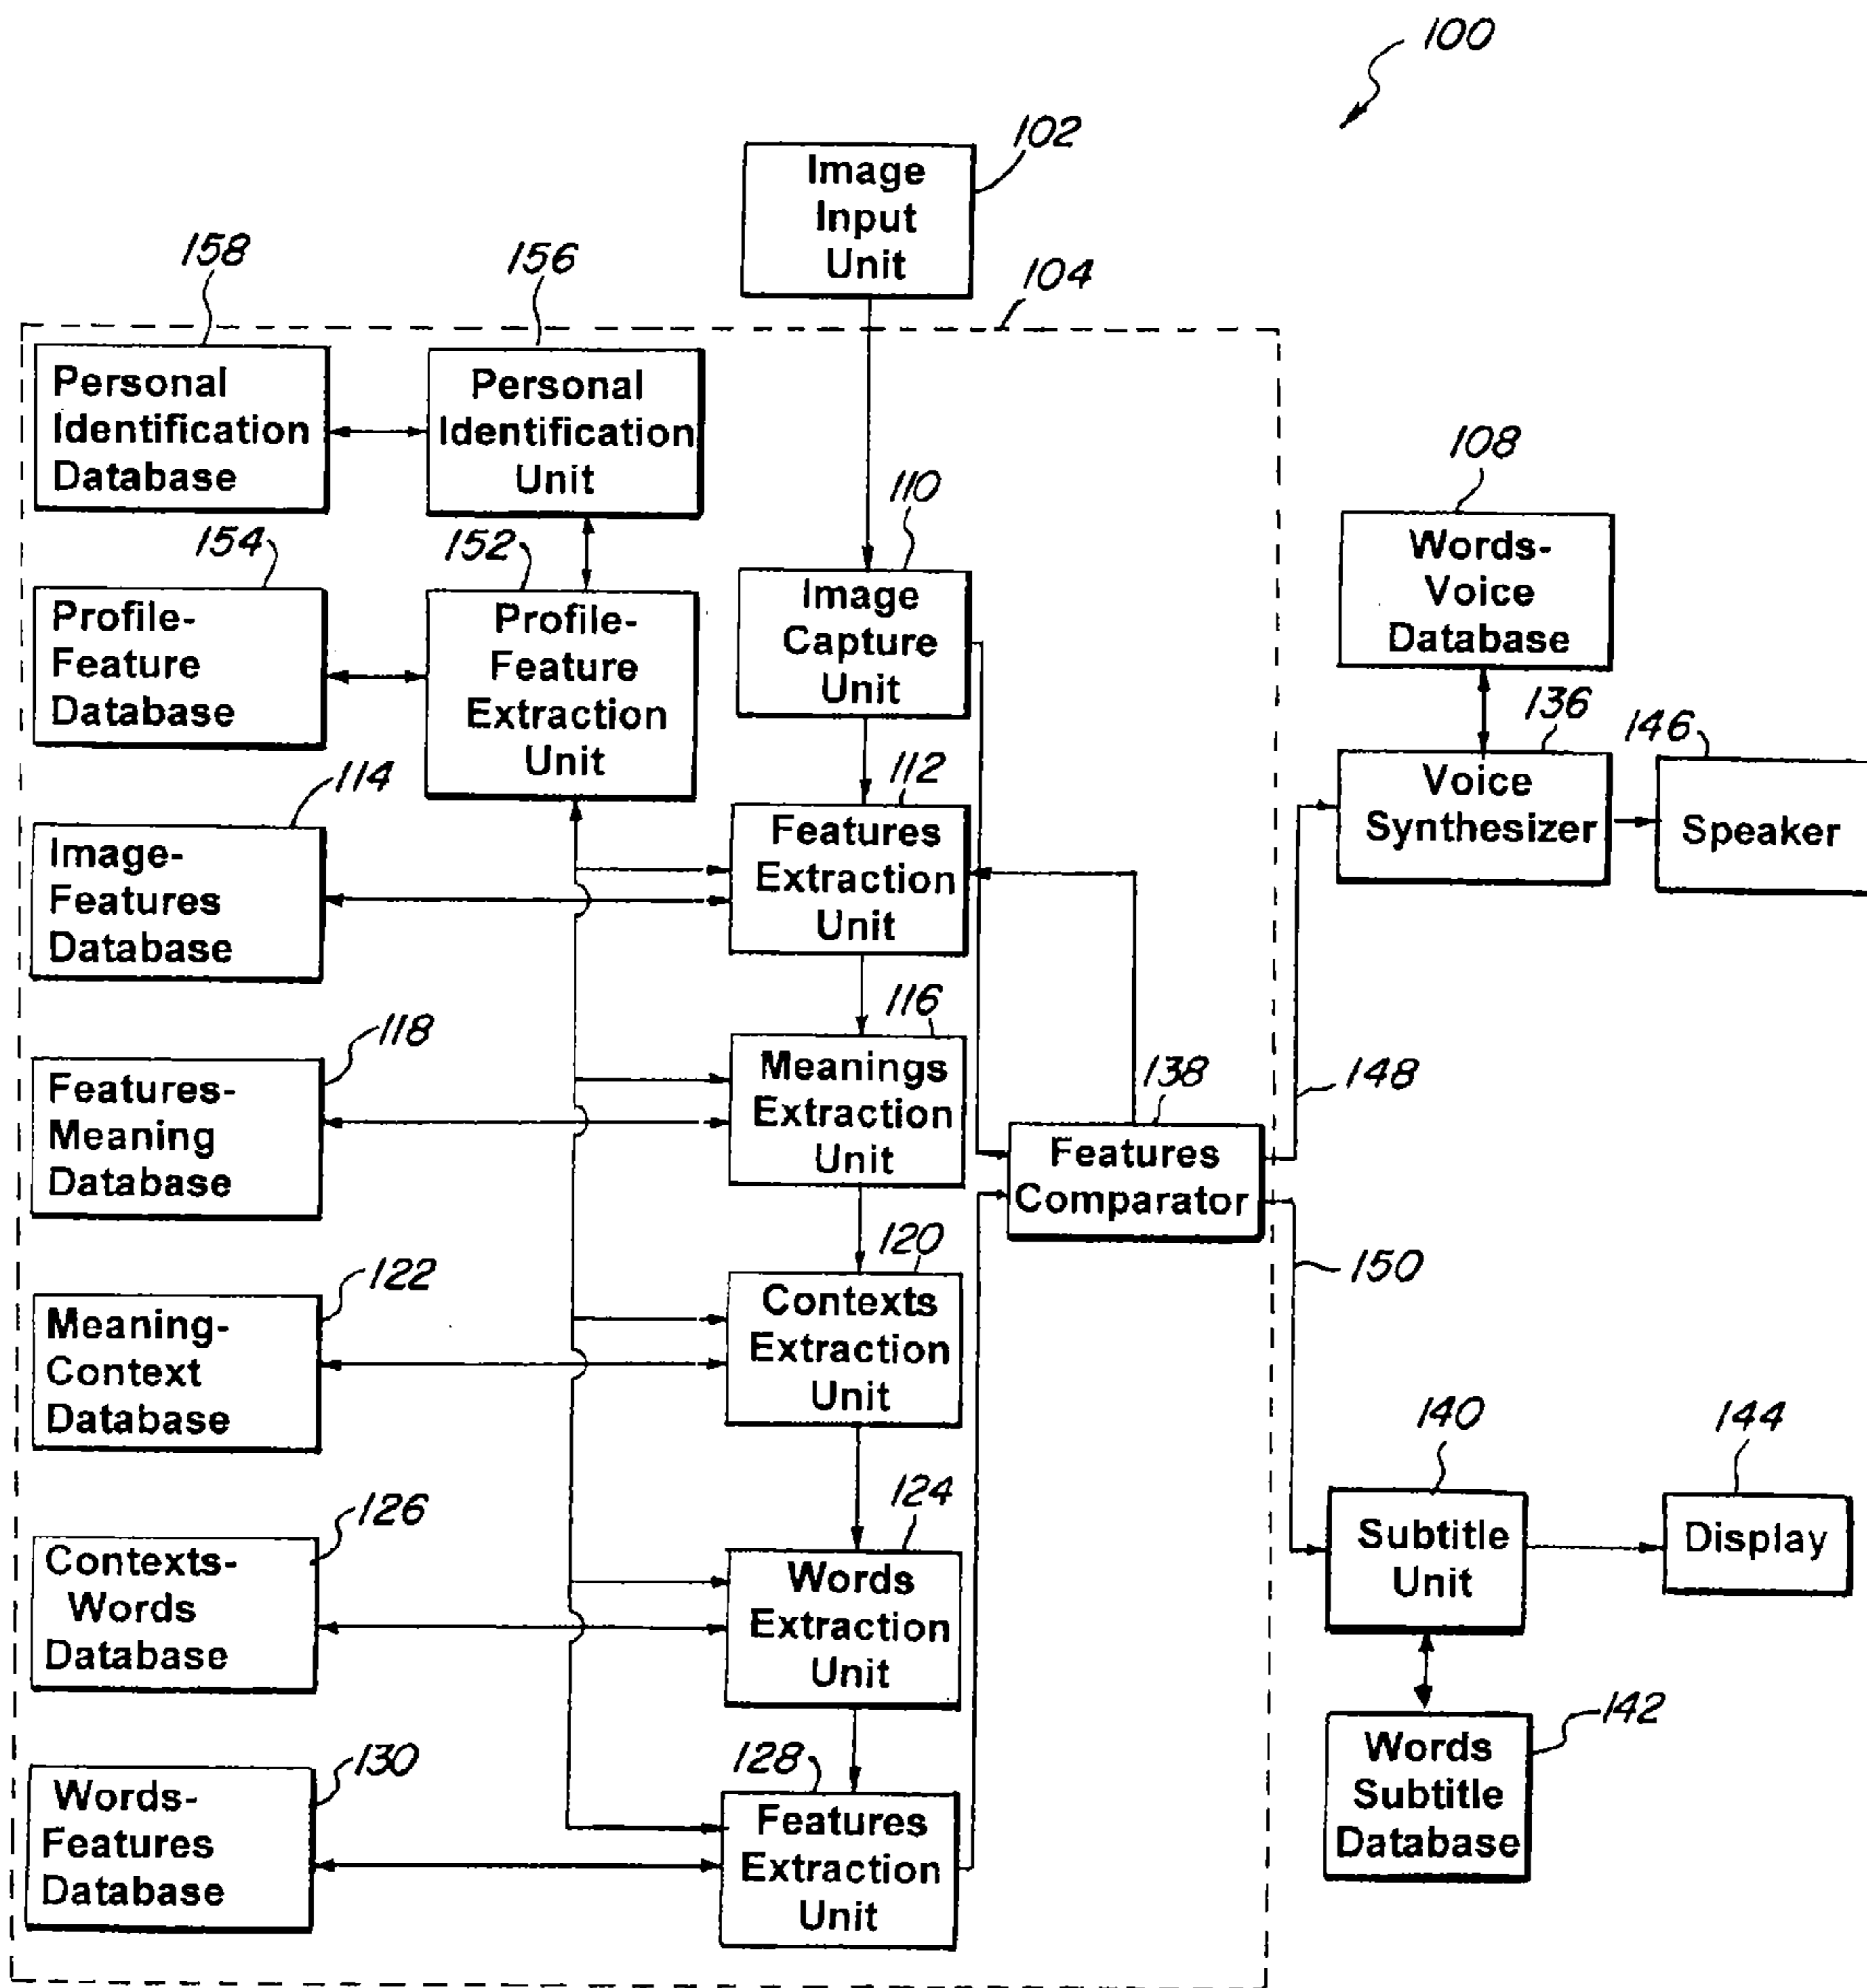 100
102
Image
Input
Unit
104
158
Personal
Identification
Database
156
Personal
Identification
Unit
154
Profile-
Feature
Database
152
Profile-
Feature
Extraction
Unit
110
Image
Capture
Unit
108
Words-
Voice
Database
136
Voice
Synthesizer
146
Speaker
114
Image-
Features
Database
112
Features
Extraction
Unit
118
Features-
Meaning
Database
116
Meanings
Extraction
Unit
138
Features
Comparator
148
150
122
Meaning-
Context
Database
120
Contexts
Extraction
Unit
140
Subtitle
Unit
144
Display
126
Contexts-
Words
Database
124
Words
Extraction
Unit
142
Words
Subtitle
Database
130
Words-
Features
Database
128
Features
Extraction
Unit